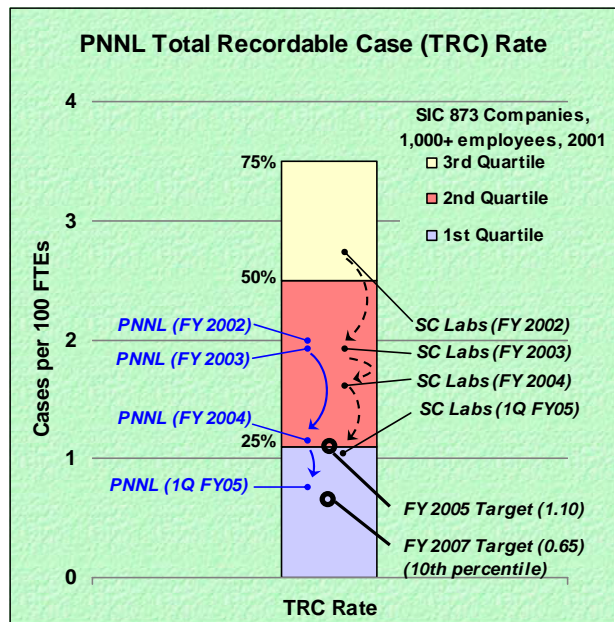 PNNL Total Recordable Case (TRC) Rate
4
SIC 873 Companies,
1,000+ employees, 2001
3rd Quartile
2nd Quartile
1st Quartile
75%
3
50%
SC Labs (FY 2002)
PNNL (FY 2002)
2
SC Labs (FY 2003)
PNNL (FY 2003)
SC Labs (FY 2004)
PNNL (FY 2004)
SC Labs (1Q FY05)
25%
1
PNNL (1Q FY05)
FY 2005 Target (1.10)
FY 2007 Target (0.65)
(10th percentile)
0
TRC Rate
Cases per 100 FTEs